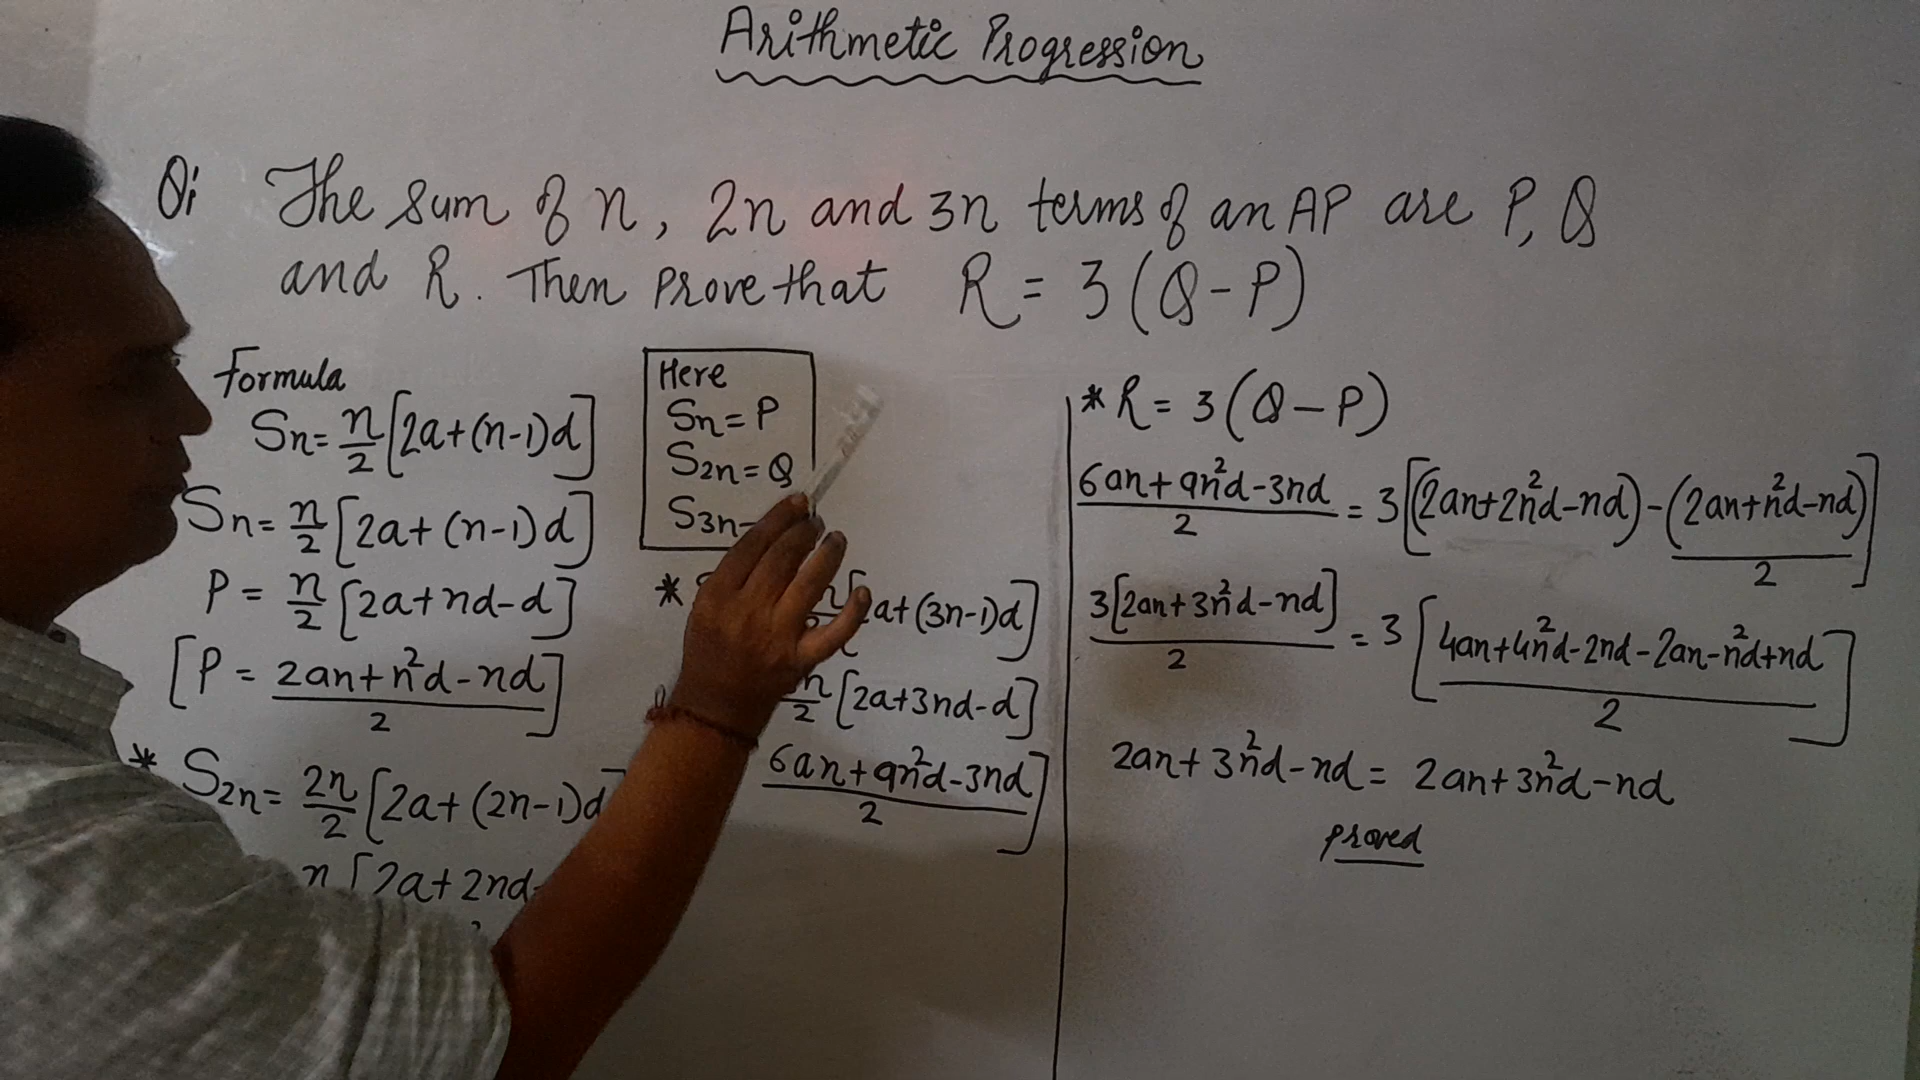 Arithmetic Progression
Q: The sum of n, 2n and 3n terms of an AP are P, Q
and R. Then prove that R = 3(Q-P)
Formula
Sn = n/2 [2a+(n-1)d]
Sn = n/2 [2a+(n-1)d]
P = n/2 [2a+nd-d]
[P = (2an+n²d-nd)/2]
* S2n = 2n/2 [2a+(2n-1)d
n [2a+2nd-
Here
Sn = P
S2n = Q
S3n
*
n [2a+(3n-1)d]
n/2 [2a+3nd-d]
(6an+9n²d-3nd)/2]
* R = 3(Q-P)
(6an+9n²d-3nd)/2 = 3[(2an+2n²d-nd)-(2an+n²d-nd)/2]
3[2an+3n²d-nd]/2 = 3[(4an+4n²d-2nd-2an-n²d+nd)/2]
2an+3n²d-nd = 2an+3n²d-nd
proved